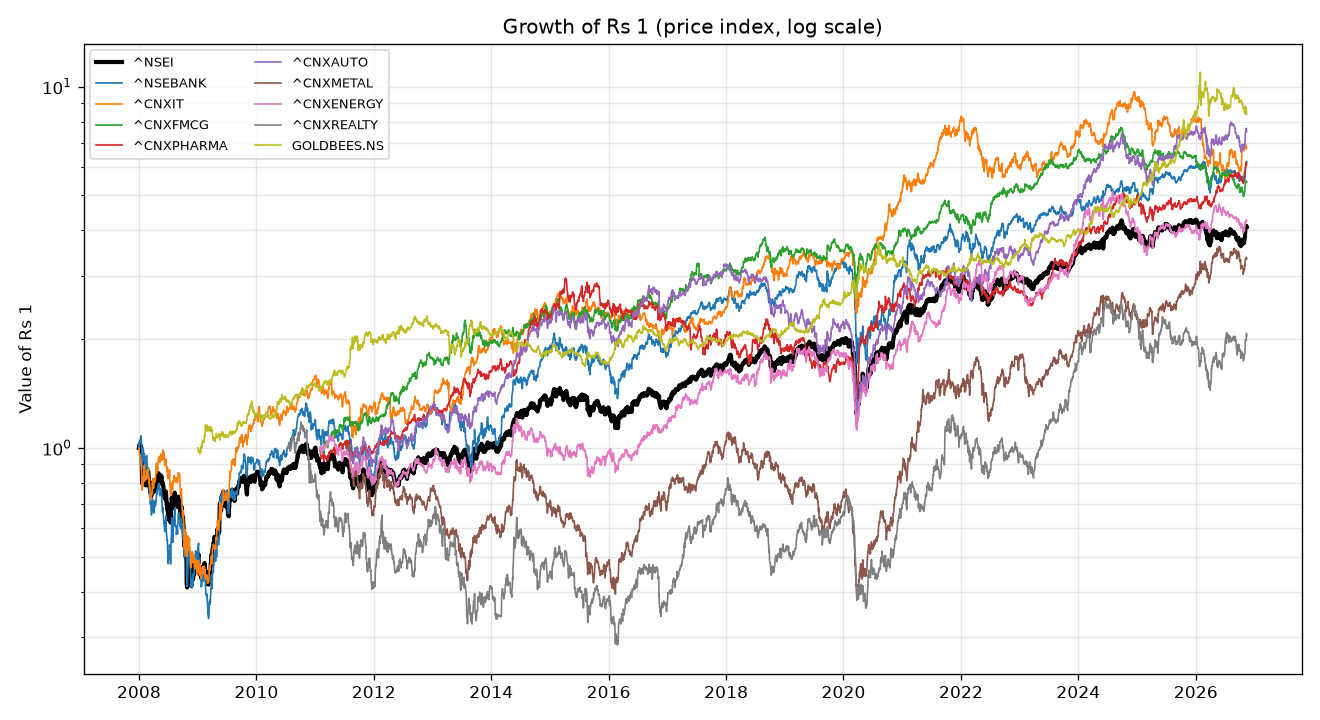 Growth of Rs 1 (price index, log scale)
^NSEI
^NSEBANK
^CNXIT
^CNXFMCG
^CNXPHARMA
^CNXAUTO
^CNXMETAL
^CNXENERGY
^CNXREALTY
GOLDBEES.NS
Value of Rs 1
10¹
10⁰
2008 2010 2012 2014 2016 2018 2020 2022 2024 2026